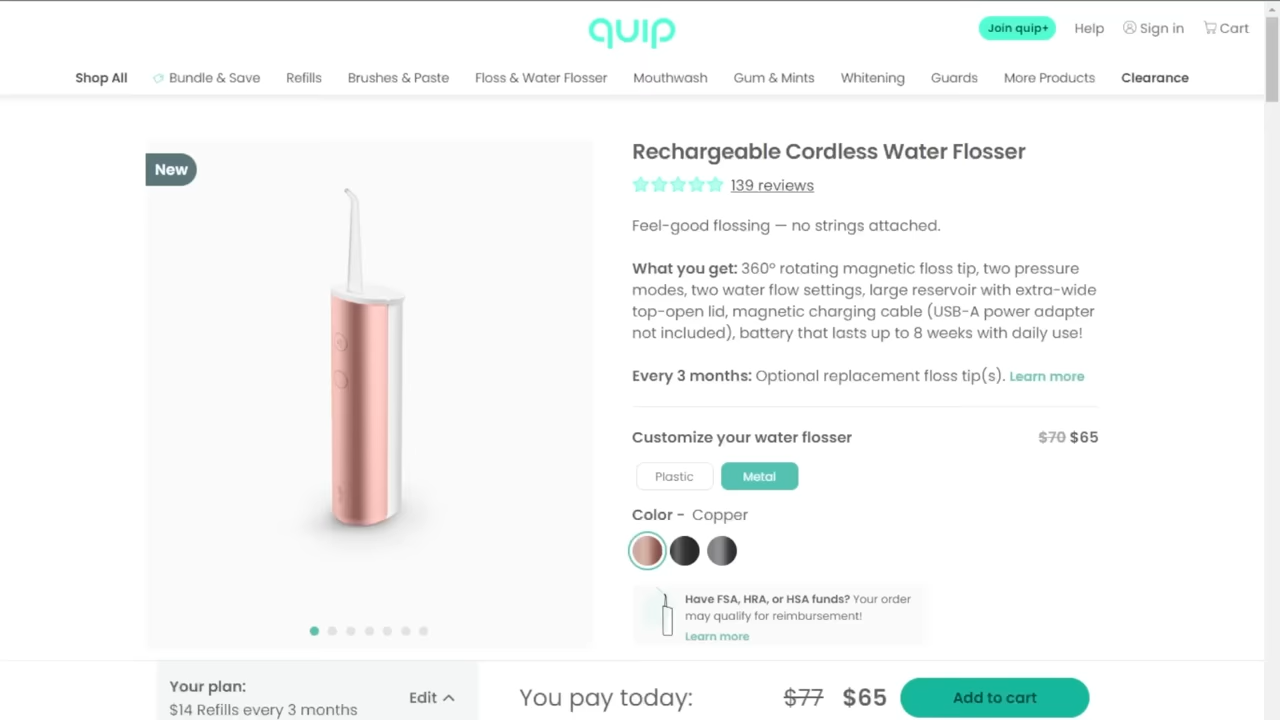 quip
Join quip+ Help Sign in Cart
Shop All Bundle & Save Refills Brushes & Paste Floss & Water Flosser Mouthwash Gum & Mints Whitening Guards More Products Clearance
New
Rechargeable Cordless Water Flosser
139 reviews
Feel-good flossing — no strings attached.
What you get: 360° rotating magnetic floss tip, two pressure
modes, two water flow settings, large reservoir with extra-wide
top-open lid, magnetic charging cable (USB-A power adapter
not included), battery that lasts up to 8 weeks with daily use!
Every 3 months: Optional replacement floss tip(s). Learn more
Customize your water flosser $70 $65
Plastic Metal
Color - Copper
Have FSA, HRA, or HSA funds? Your order
may qualify for reimbursement!
Learn more
Your plan:
$14 Refills every 3 months
Edit
You pay today: $77 $65 Add to cart